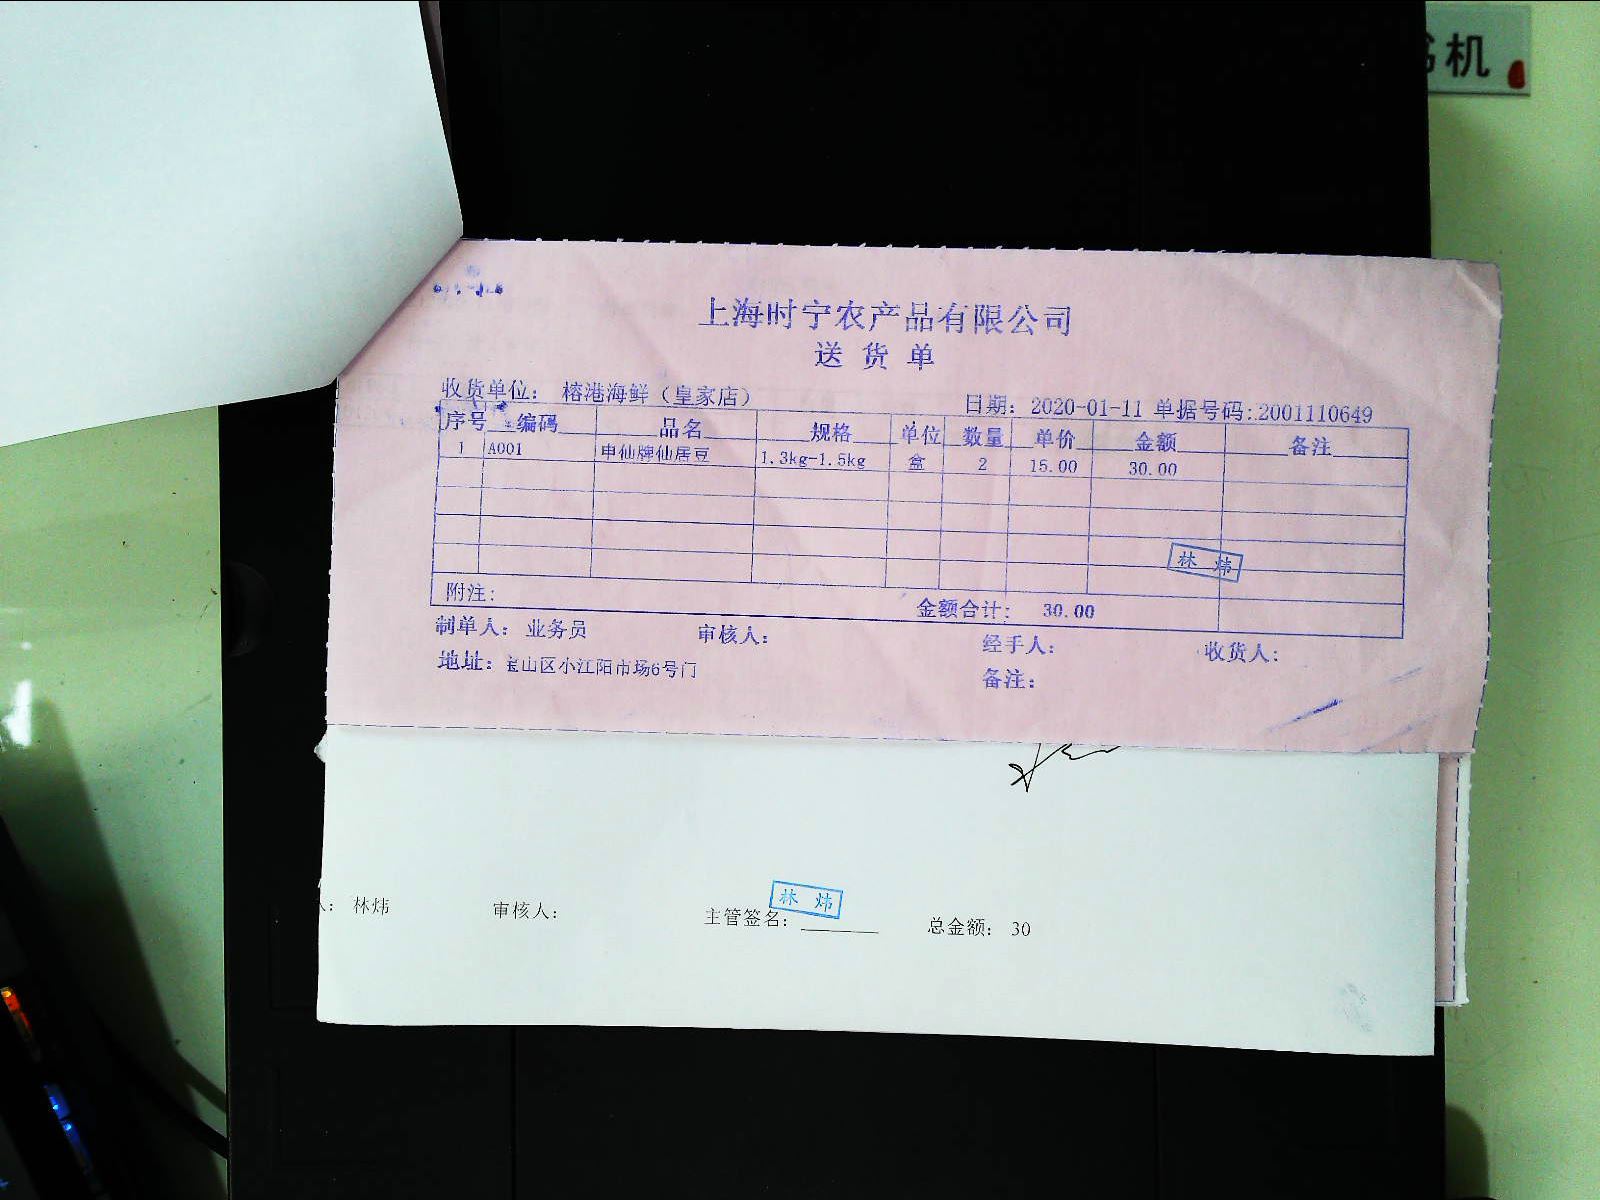 书机
上海时宁农产品有限公司
送货单
收货单位： 榕港海鲜（皇家店） 日期： 2020-01-11 单据号码:2001110649
序号 编码 品名 规格 单位 数量 单价 金额 备注
1 A001 申仙牌仙居豆 1.3kg-1.5kg 盒 2 15.00 30.00
林 炜
附注： 金额合计： 30.00
制单人： 业务员 审核人： 经手人： 收货人：
地址： 宝山区小江阳市场6号门 备注：
人： 林炜 审核人： 主管签名： 林 炜 总金额： 30